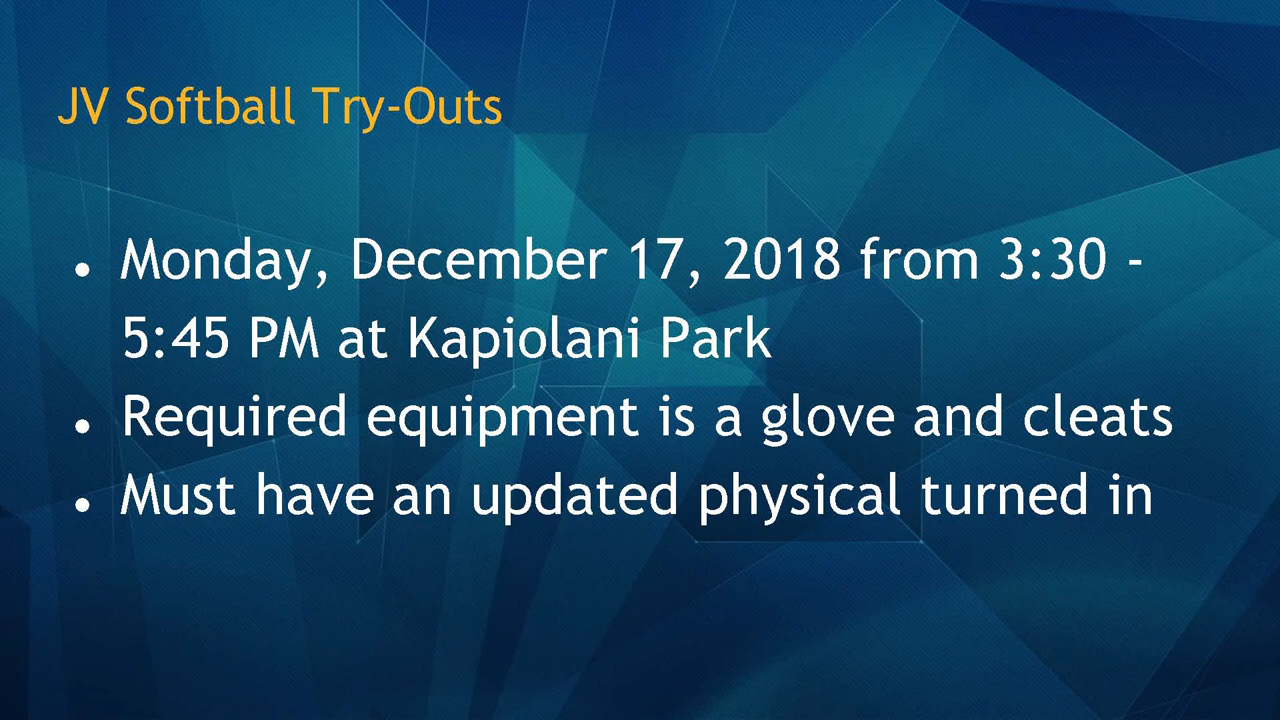 JV Softball Try-Outs
• Monday, December 17, 2018 from 3:30 -
5:45 PM at Kapiolani Park
• Required equipment is a glove and cleats
• Must have an updated physical turned in